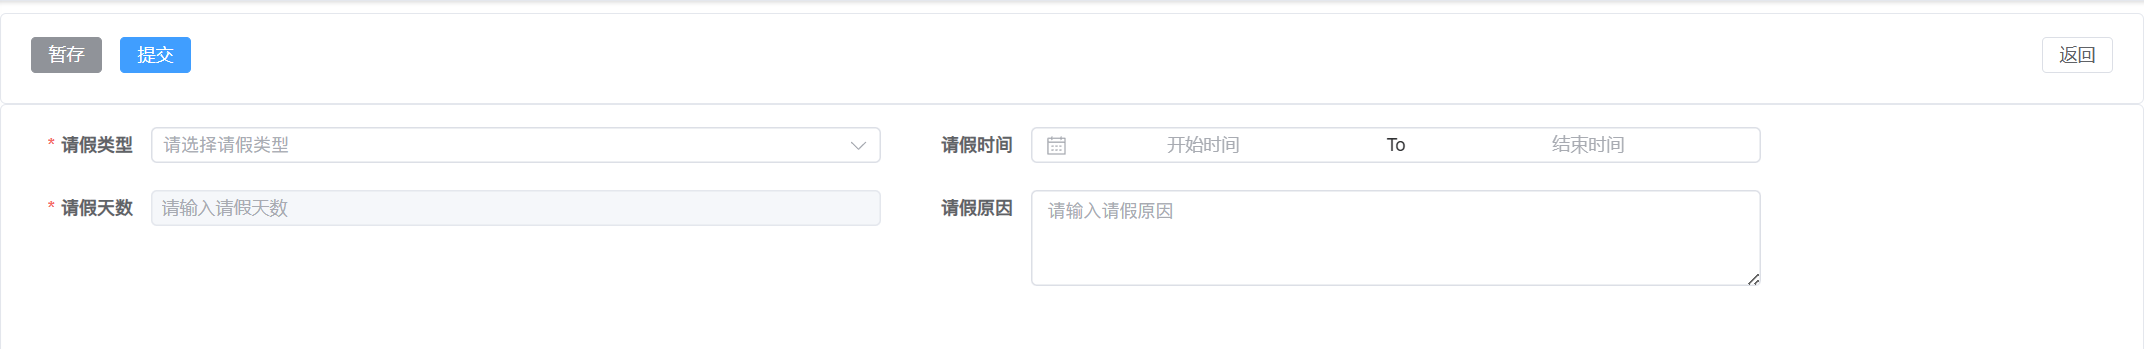 暂存 提交 返回
* 请假类型 请选择请假类型 请假时间 开始时间 To 结束时间
* 请假天数 请输入请假天数 请假原因 请输入请假原因